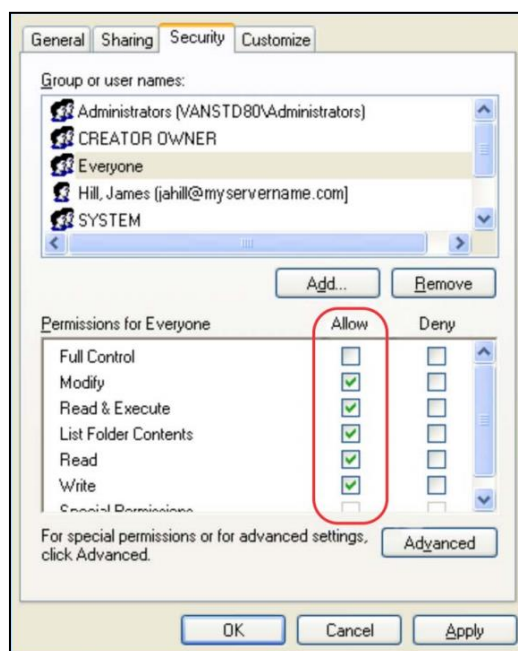 General Sharing Security Customize
Group or user names:
Administrators (VANSTD80\Administrators)
CREATOR OWNER
Everyone
Hill, James (jahill@myservername.com]
SYSTEM
Add... Remove
Permissions for Everyone Allow Deny
Full Control
Modify
Read & Execute
List Folder Contents
Read
Write
Special Permissions
For special permissions or for advanced settings,
click Advanced.
Advanced
OK Cancel Apply